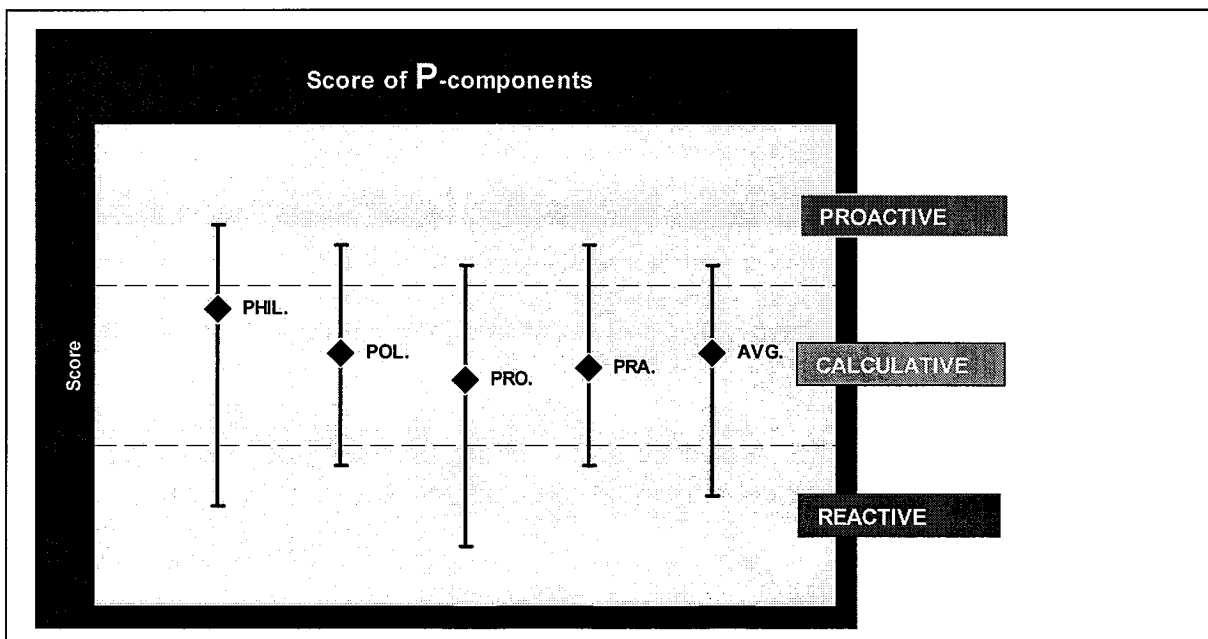 Score of P-components
PROACTIVE
PHIL.
POL.
AVG.
CALCULATIVE
PRA.
PRO.
Score
REACTIVE